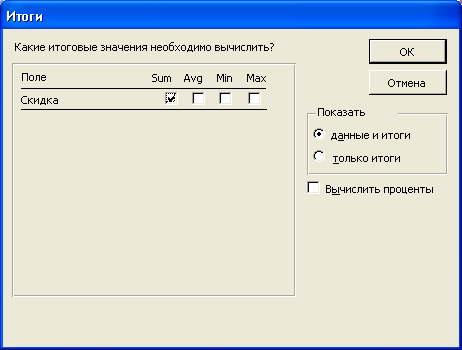 Итоги
Какие итоговые значения необходимо вычислить?
OK
Отмена
Поле Sum Avg Min Max
Скидка
Показать
данные и итоги
только итоги
Вычислить проценты